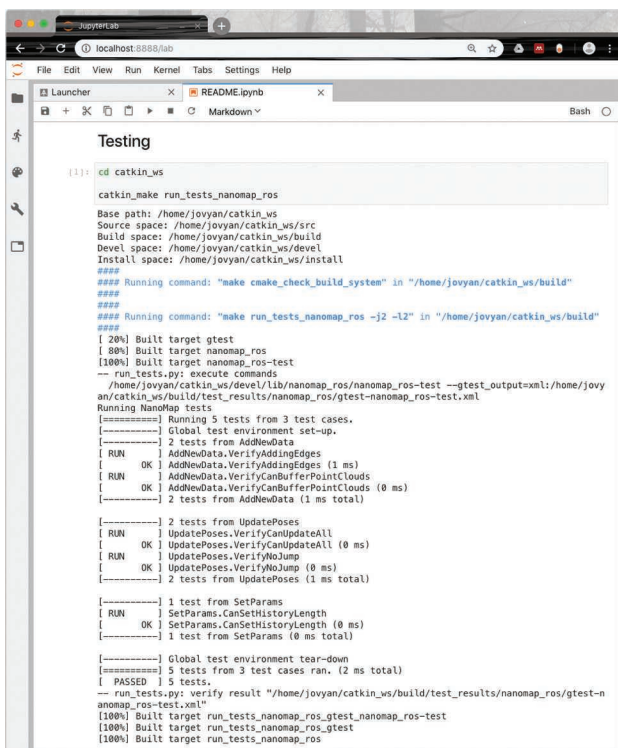 JupyterLab
localhost:8888/lab
File Edit View Run Kernel Tabs Settings Help
Launcher README.ipynb
Markdown Bash
Testing
[1]: cd catkin_ws
catkin_make run_tests_nanomap_ros
Base path: /home/jovyan/catkin_ws
Source space: /home/jovyan/catkin_ws/src
Build space: /home/jovyan/catkin_ws/build
Devel space: /home/jovyan/catkin_ws/devel
Install space: /home/jovyan/catkin_ws/install
####
#### Running command: "make cmake_check_build_system" in "/home/jovyan/catkin_ws/build"
####
####
#### Running command: "make run_tests_nanomap_ros -j2 -l2" in "/home/jovyan/catkin_ws/build"
####
[ 20%] Built target gtest
[ 80%] Built target nanomap_ros
[100%] Built target nanomap_ros-test
-- run_tests.py: execute commands
/home/jovyan/catkin_ws/devel/lib/nanomap_ros/nanomap_ros-test --gtest_output=xml:/home/jovy
an/catkin_ws/build/test_results/nanomap_ros/gtest-nanomap_ros-test.xml
Running NanoMap tests
[==========] Running 5 tests from 3 test cases.
[----------] Global test environment set-up.
[----------] 2 tests from AddNewData
[ RUN      ] AddNewData.VerifyAddingEdges
[       OK ] AddNewData.VerifyAddingEdges (1 ms)
[ RUN      ] AddNewData.VerifyCanBufferPointClouds
[       OK ] AddNewData.VerifyCanBufferPointClouds (0 ms)
[----------] 2 tests from AddNewData (1 ms total)
[----------] 2 tests from UpdatePoses
[ RUN      ] UpdatePoses.VerifyCanUpdateAll
[       OK ] UpdatePoses.VerifyCanUpdateAll (0 ms)
[ RUN      ] UpdatePoses.VerifyNoJump
[       OK ] UpdatePoses.VerifyNoJump (0 ms)
[----------] 2 tests from UpdatePoses (1 ms total)
[----------] 1 test from SetParams
[ RUN      ] SetParams.CanSetHistoryLength
[       OK ] SetParams.CanSetHistoryLength (0 ms)
[----------] 1 test from SetParams (0 ms total)
[----------] Global test environment tear-down
[==========] 5 tests from 3 test cases ran. (2 ms total)
[  PASSED  ] 5 tests.
-- run_tests.py: verify result "/home/jovyan/catkin_ws/build/test_results/nanomap_ros/gtest-n
anomap_ros-test.xml"
[100%] Built target run_tests_nanomap_ros_gtest_nanomap_ros-test
[100%] Built target run_tests_nanomap_ros_gtest
[100%] Built target run_tests_nanomap_ros